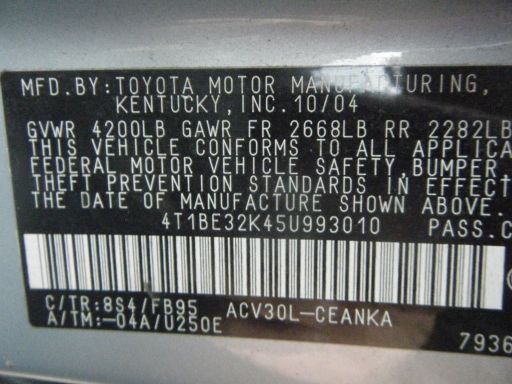 MFD.BY:TOYOTA MOTOR MANUFACTURING,
KENTUCKY,INC.10/04
GVWR 4200LB GAWR FR 2668LB RR 2282LB
THIS VEHICLE CONFORMS TO ALL APPLICA
FEDERAL MOTOR VEHICLE SAFETY,BUMPER,
THEFT PREVENTION STANDARDS IN EFFECT
THE DATE OF MANUFACTURE SHOWN ABOVE.
4T1BE32K45U993010 PASS.C
C/TR:8S4/FB95 ACV30L-CEANKA
A/TM:-04A/U250E
7936